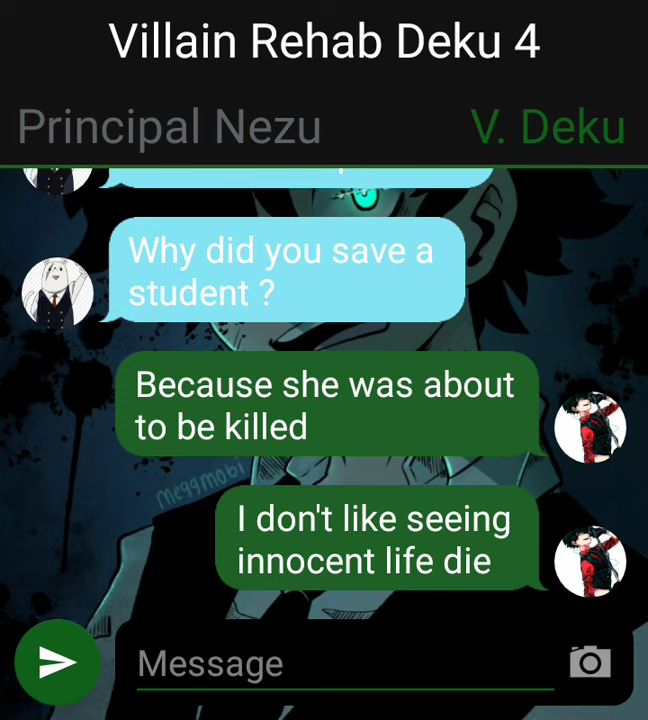 Villain Rehab Deku 4
Principal Nezu
V. Deku
Why did you save a
student ?
Because she was about
to be killed
meggmobi
I don't like seeing
innocent life die
Message